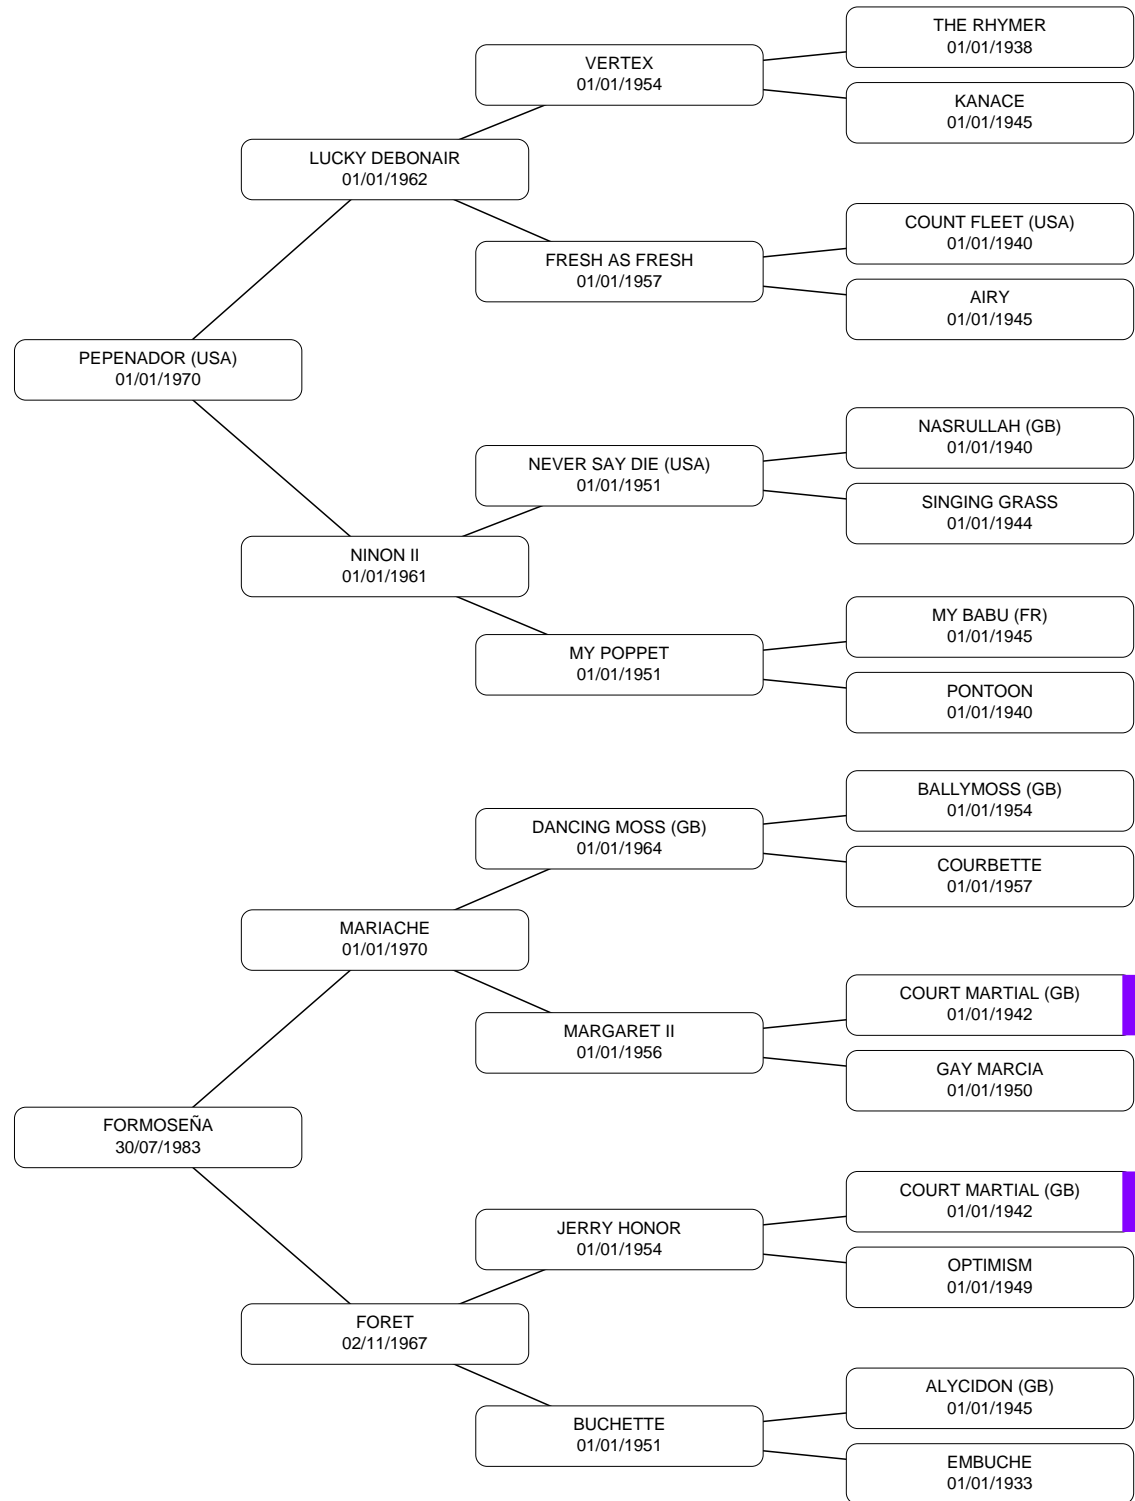 THE RHYMER
01/01/1938
VERTEX
01/01/1954
KANACE
01/01/1945
LUCKY DEBONAIR
01/01/1962
COUNT FLEET (USA)
01/01/1940
FRESH AS FRESH
01/01/1957
AIRY
01/01/1945
PEPENADOR (USA)
01/01/1970
NASRULLAH (GB)
01/01/1940
NEVER SAY DIE (USA)
01/01/1951
SINGING GRASS
01/01/1944
NINON II
01/01/1961
MY BABU (FR)
01/01/1945
MY POPPET
01/01/1951
PONTOON
01/01/1940
BALLYMOSS (GB)
01/01/1954
DANCING MOSS (GB)
01/01/1964
COURBETTE
01/01/1957
MARIACHE
01/01/1970
COURT MARTIAL (GB)
01/01/1942
MARGARET II
01/01/1956
GAY MARCIA
01/01/1950
FORMOSEÑA
30/07/1983
COURT MARTIAL (GB)
01/01/1942
JERRY HONOR
01/01/1954
OPTIMISM
01/01/1949
FORET
02/11/1967
ALYCIDON (GB)
01/01/1945
BUCHETTE
01/01/1951
EMBUCHE
01/01/1933